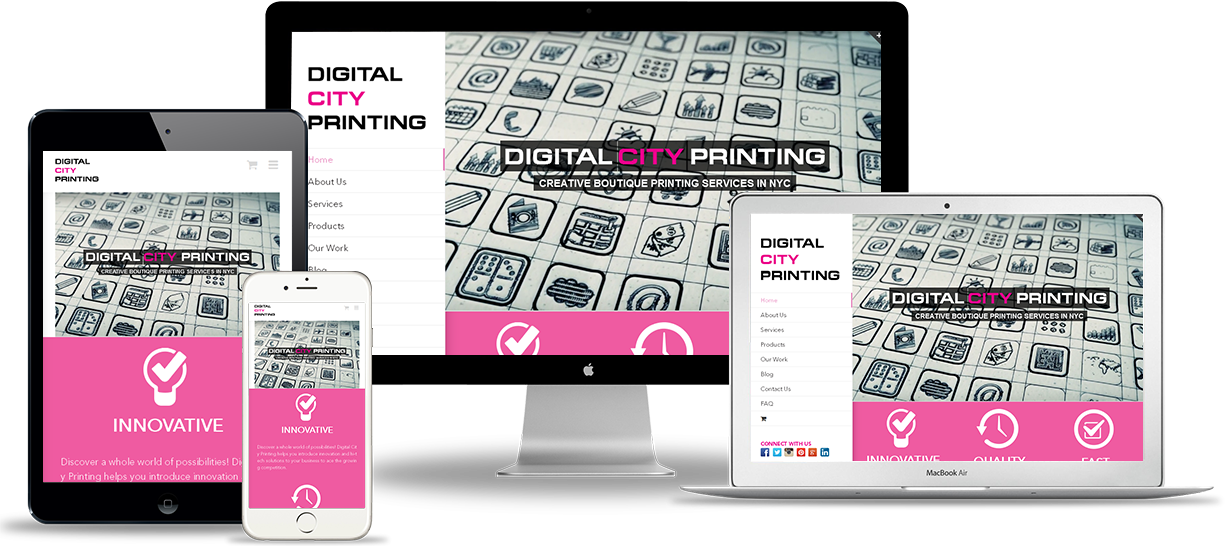 DIGITAL
CITY
PRINTING
Home
About Us
Services
Products
Our Work
Blog
DIGITAL CITY PRINTING
CREATIVE BOUTIQUE PRINTING SERVICES IN NYC
DIGITAL
CITY
PRINTING
DIGITAL CITY PRINTING
CREATIVE BOUTIQUE PRINTING SERVICES IN NYC
INNOVATIVE
Discover a whole world of possibilities! Di
y Printing helps you introduce innovation
DIGITAL
CITY
PRINTING
DIGITAL CITY PRINTING
INNOVATIVE
Discover a whole world of possibilities! Digital Cit
y Printing helps you introduce innovation and hi
ch solutions to your business to ace the growin
g competition.
DIGITAL
CITY
PRINTING
Home
About Us
Services
Products
Our Work
Blog
Contact Us
FAQ
CONNECT WITH US
DIGITAL CITY PRINTING
CREATIVE BOUTIQUE PRINTING SERVICES IN NYC
INNOVATIVE
QUALITY
FAST
MacBook Air